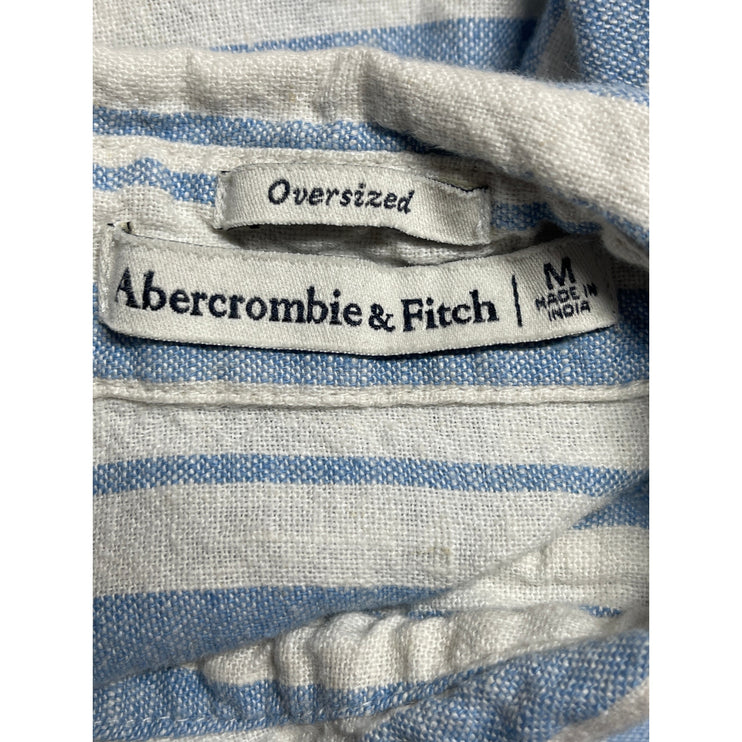 Oversized
Abercrombie & Fitch | M
MADE IN
INDIA